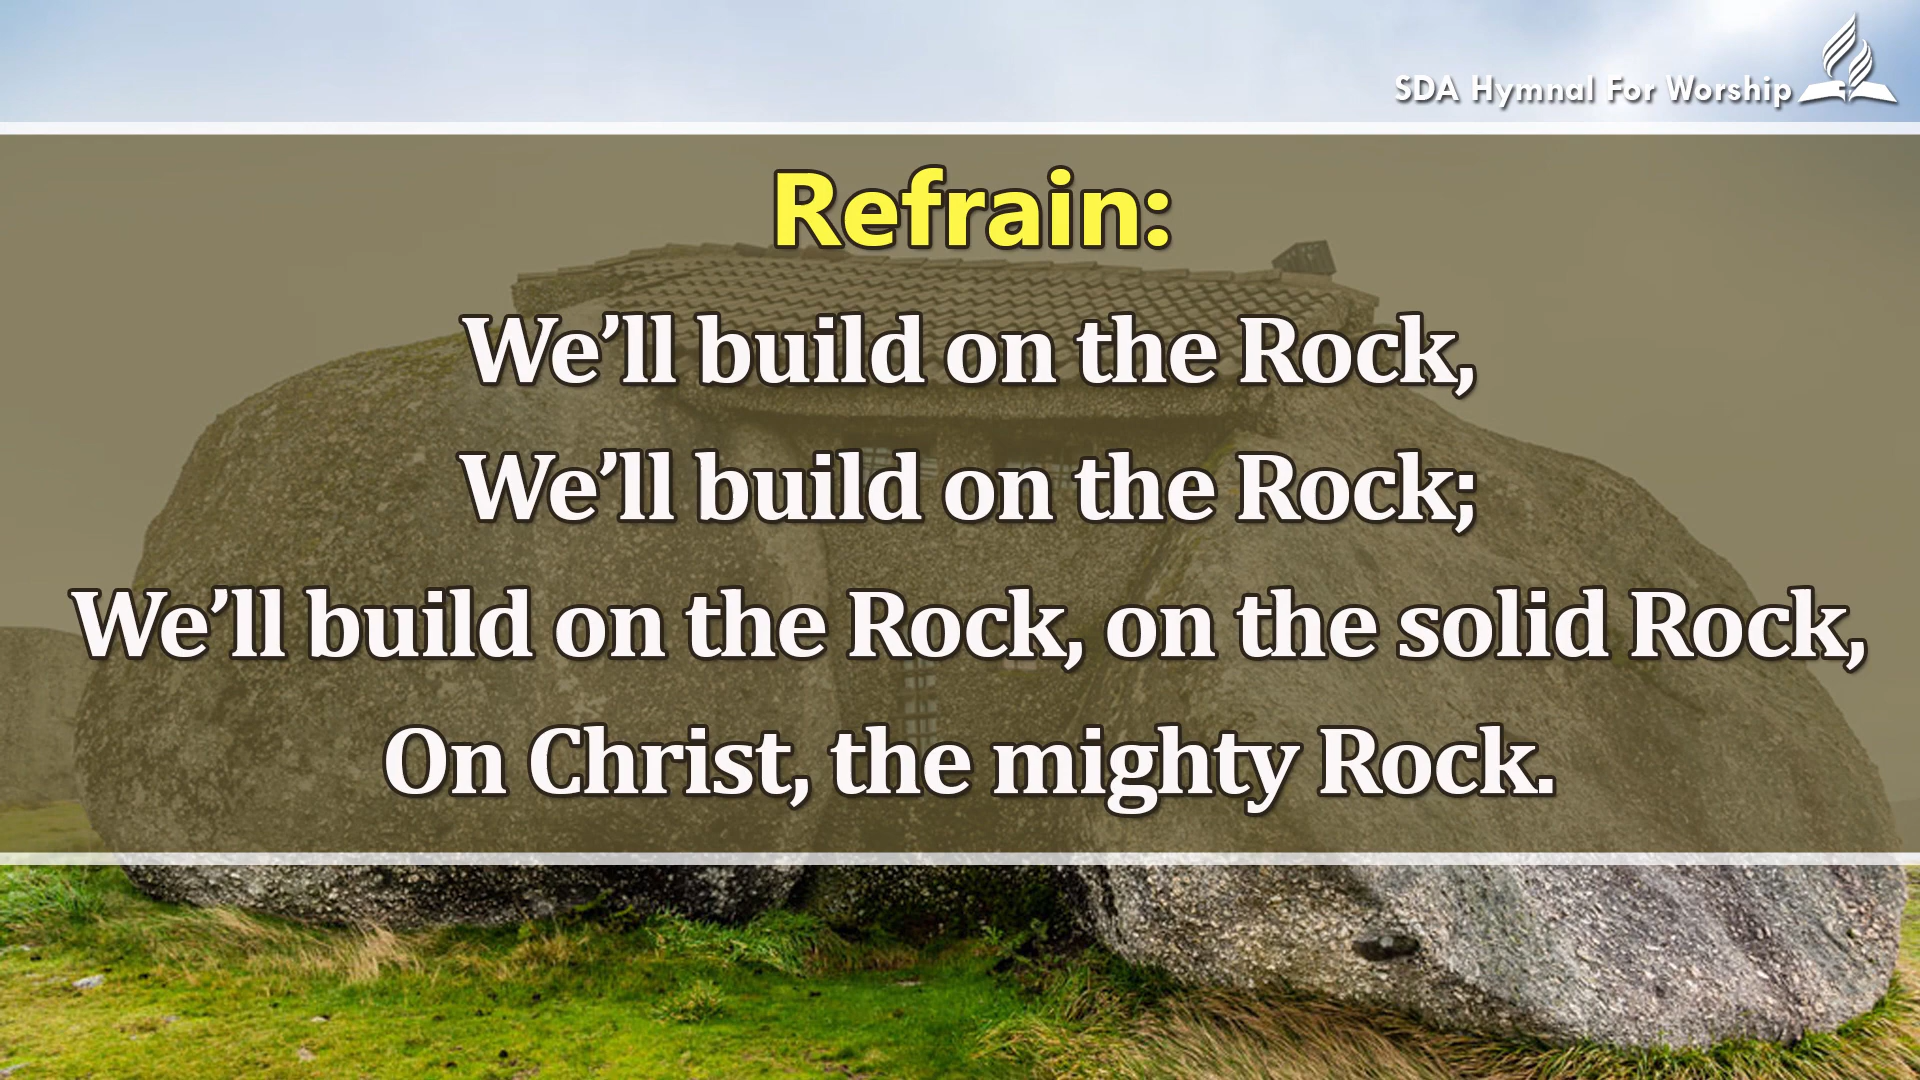 SDA Hymnal For Worship
Refrain:
We’ll build on the Rock,
We’ll build on the Rock;
We’ll build on the Rock, on the solid Rock,
On Christ, the mighty Rock.